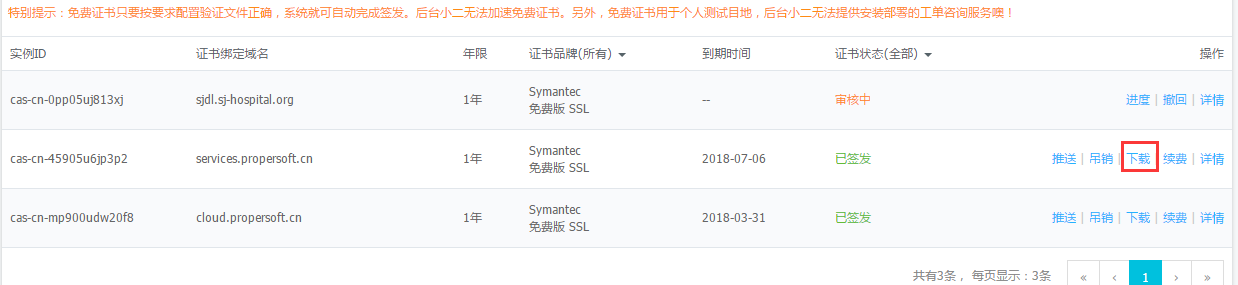 特别提示：免费证书只要按要求配置验证文件正确，系统就可自动完成签发。后台小二无法加速免费证书。另外，免费证书用于个人测试目地，后台小二无法提供安装部署的工单咨询服务噢！
实例ID 证书绑定域名 年限 证书品牌(所有) 到期时间 证书状态(全部) 操作
cas-cn-0pp05uj813xj sjdl.sj-hospital.org 1年 Symantec 免费版 SSL -- 审核中 进度 | 撤回 | 详情
cas-cn-45905u6jp3p2 services.propersoft.cn 1年 Symantec 免费版 SSL 2018-07-06 已签发 推送 | 吊销 | 下载 | 续费 | 详情
cas-cn-mp900udw20f8 cloud.propersoft.cn 1年 Symantec 免费版 SSL 2018-03-31 已签发 推送 | 吊销 | 下载 | 续费 | 详情
共有3条， 每页显示：3条 « ‹ 1 › »